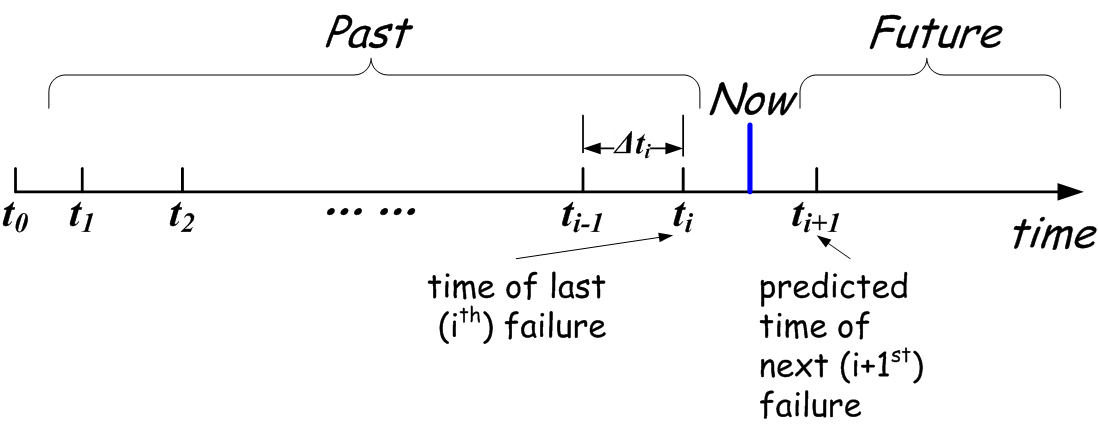 Past
Future
Now
Δti
t0
t1
t2
... ...
ti-1
ti
ti+1
time
time of last
(ith) failure
predicted
time of
next (i+1st)
failure